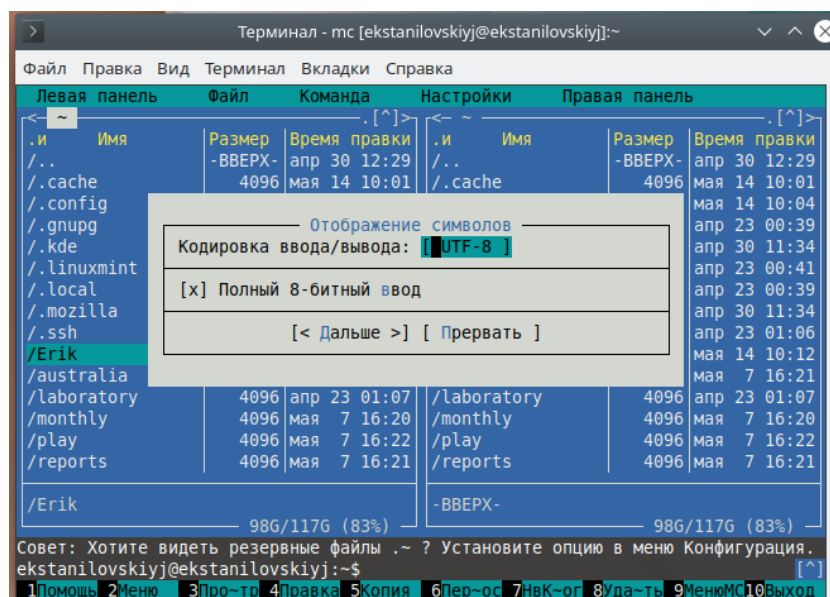 Терминал - mc [ekstanilovskiyj@ekstanilovskiyj]:~
Файл Правка Вид Терминал Вкладки Справка
Левая панель Файл Команда Настройки Правая панель
<— ~ .[^]> <— ~ .[^]>
.и Имя Размер Время правки .и Имя Размер Время правки
/.. -ВВЕРХ- апр 30 12:29 /.. -ВВЕРХ- апр 30 12:29
/.cache 4096 мая 14 10:01 /.cache 4096 мая 14 10:01
/.config мая 14 10:04
/.gnupg Отображение символов апр 23 00:39
/.kde Кодировка ввода/вывода: [ UTF-8 ] апр 30 11:34
/.linuxmint апр 23 00:41
/.local [x] Полный 8-битный ввод апр 23 00:39
/.mozilla апр 30 11:34
/.ssh [< Дальше >] [ Прервать ] апр 23 01:06
/Erik мая 14 10:12
/australia мая 7 16:21
/laboratory 4096 апр 23 01:07 /laboratory 4096 апр 23 01:07
/monthly 4096 мая 7 16:20 /monthly 4096 мая 7 16:20
/play 4096 мая 7 16:22 /play 4096 мая 7 16:22
/reports 4096 мая 7 16:21 /reports 4096 мая 7 16:21
/Erik -ВВЕРХ-
98G/117G (83%) 98G/117G (83%)
Совет: Хотите видеть резервные файлы .~ ? Установите опцию в меню Конфигурация.
ekstanilovskiyj@ekstanilovskiyj:~$ [^]
1Помощь 2Меню 3Про~тр 4Правка 5Копия 6Пер~ос 7НвК~ог 8Уда~ть 9МенюМС 10Выход